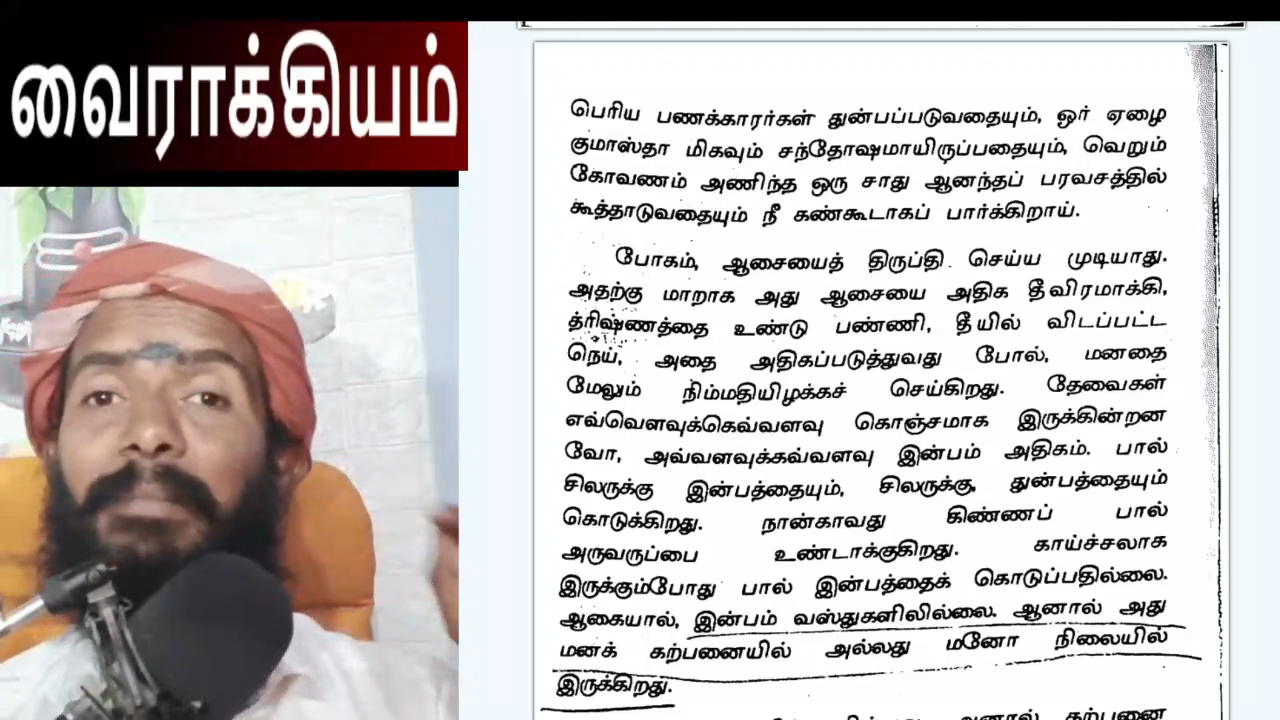 வைராக்கியம்
பெரிய பணக்காரர்கள் துன்பப்படுவதையும், ஓர் ஏழை
குமாஸ்தா மிகவும் சந்தோஷமாயிருப்பதையும், வெறும்
கோவணம் அணிந்த ஒரு சாது ஆனந்தப் பரவசத்தில்
கூத்தாடுவதையும் நீ கண்கூடாகப் பார்க்கிறாய்.
போகம், ஆசையைத் திருப்தி செய்ய முடியாது.
அதற்கு மாறாக அது ஆசையை அதிக தீவிரமாக்கி,
த்ரிஷ்ணத்தை உண்டு பண்ணி, தீயில் விடப்பட்ட
நெய், அதை அதிகப்படுத்துவது போல், மனதை
மேலும் நிம்மதியிழக்கச் செய்கிறது. தேவைகள்
எவ்வெளவுக்கெவ்வளவு கொஞ்சமாக இருக்கின்றன
வோ, அவ்வளவுக்கவ்வளவு இன்பம் அதிகம். பால்
சிலருக்கு இன்பத்தையும், சிலருக்கு, துன்பத்தையும்
கொடுக்கிறது. நான்காவது கிண்ணப் பால்
அருவருப்பை உண்டாக்குகிறது. காய்ச்சலாக
இருக்கும்போது பால் இன்பத்தைக் கொடுப்பதில்லை.
ஆகையால், இன்பம் வஸ்துகளிலில்லை. ஆனால் அது
மனக் கற்பனையில் அல்லது மனோ நிலையில்
இருக்கிறது.
ஆனால் கற்பனை